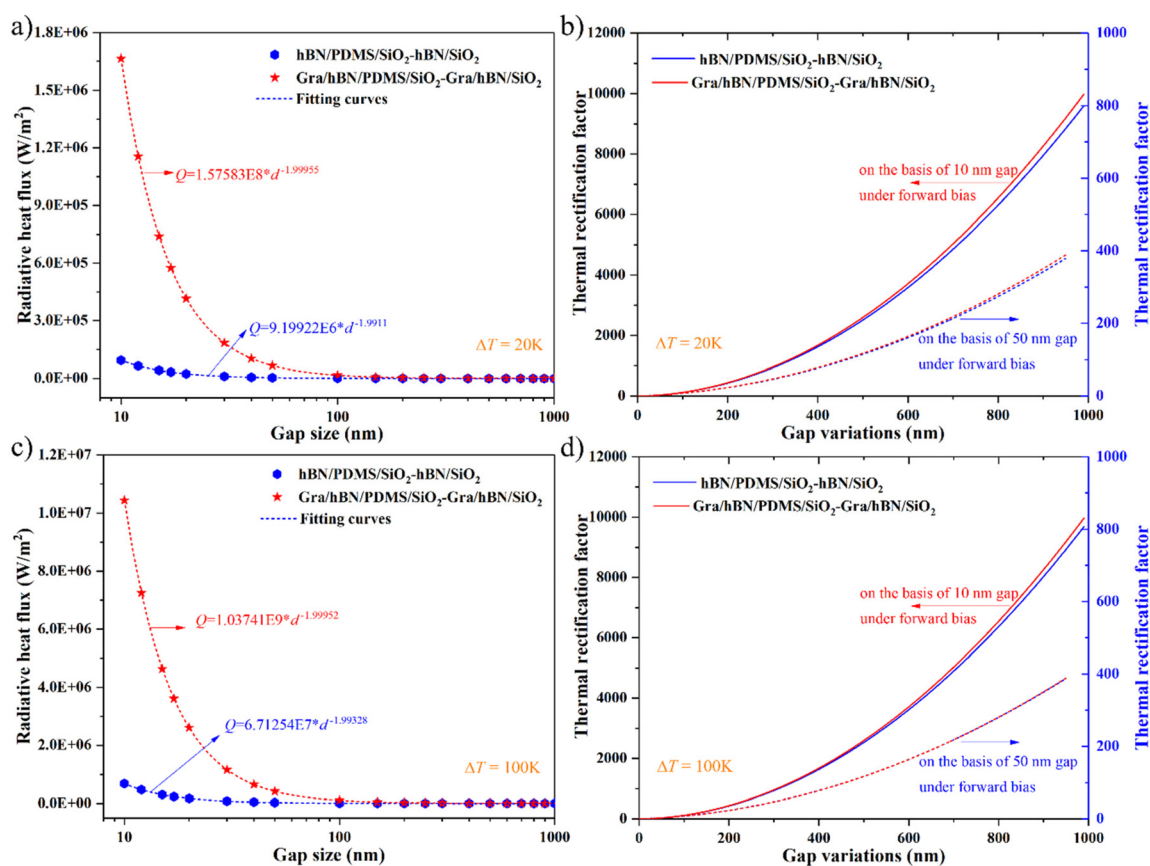 a)
Radiative heat flux (W/m²)
1.8E+06
1.5E+06
1.2E+06
9.0E+05
6.0E+05
3.0E+05
0.0E+00
hBN/PDMS/SiO₂-hBN/SiO₂
Gra/hBN/PDMS/SiO₂-Gra/hBN/SiO₂
Fitting curves
Q=1.57583E8*d^-1.99955
Q=9.19922E6*d^-1.9911
ΔT = 20K
10 100 1000
Gap size (nm)
b)
Thermal rectification factor
12000
10000
8000
6000
4000
2000
0
hBN/PDMS/SiO₂-hBN/SiO₂
Gra/hBN/PDMS/SiO₂-Gra/hBN/SiO₂
on the basis of 10 nm gap
under forward bias
on the basis of 50 nm gap
under forward bias
ΔT = 20K
0 200 400 600 800 1000
Gap variations (nm)
1000
800
600
400
200
0
Thermal rectification factor
c)
Radiative heat flux (W/m²)
1.2E+07
1.0E+07
8.0E+06
6.0E+06
4.0E+06
2.0E+06
0.0E+00
hBN/PDMS/SiO₂-hBN/SiO₂
Gra/hBN/PDMS/SiO₂-Gra/hBN/SiO₂
Fitting curves
Q=1.03741E9*d^-1.99952
Q=6.71254E7*d^-1.99328
ΔT = 100K
10 100 1000
Gap size (nm)
d)
Thermal rectification factor
12000
10000
8000
6000
4000
2000
0
hBN/PDMS/SiO₂-hBN/SiO₂
Gra/hBN/PDMS/SiO₂-Gra/hBN/SiO₂
on the basis of 10 nm gap
under forward bias
on the basis of 50 nm gap
under forward bias
ΔT = 100K
0 200 400 600 800 1000
Gap variations (nm)
1000
800
600
400
200
0
Thermal rectification factor